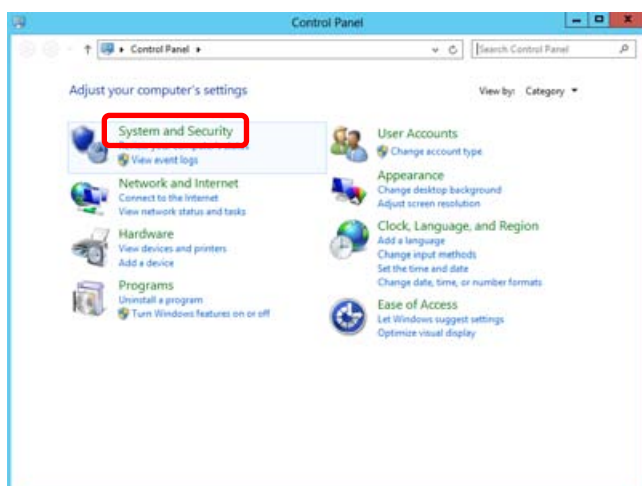 Control Panel
Control Panel
Search Control Panel
Adjust your computer's settings
View by: Category
System and Security
View event logs
Network and Internet
Connect to the Internet
View network status and tasks
Hardware
View devices and printers
Add a device
Programs
Uninstall a program
Turn Windows features on or off
User Accounts
Change account type
Appearance
Change desktop background
Adjust screen resolution
Clock, Language, and Region
Add a language
Change input methods
Set the time and date
Change date, time, or number formats
Ease of Access
Let Windows suggest settings
Optimize visual display